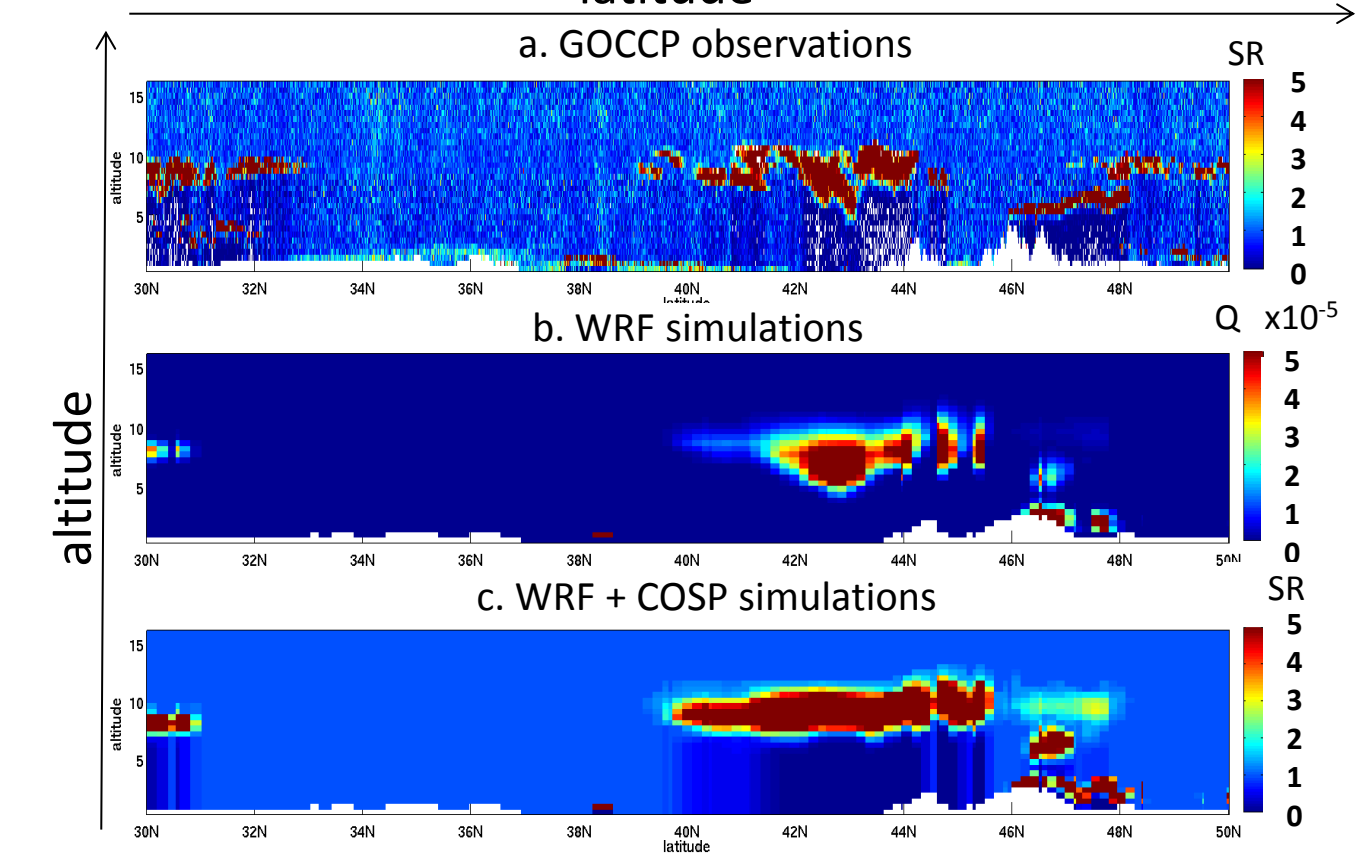 latitude
a. GOCCP observations
SR
altitude
15
10
5
30N 32N 34N 36N 38N 40N 42N 44N 46N 48N
latitude
5
4
3
2
1
0
b. WRF simulations
Q x10-5
altitude
altitude
15
10
5
30N 32N 34N 36N 38N 40N 42N 44N 46N 48N 50N
5
4
3
2
1
0
c. WRF + COSP simulations
SR
altitude
15
10
5
30N 32N 34N 36N 38N 40N 42N 44N 46N 48N 50N
latitude
5
4
3
2
1
0